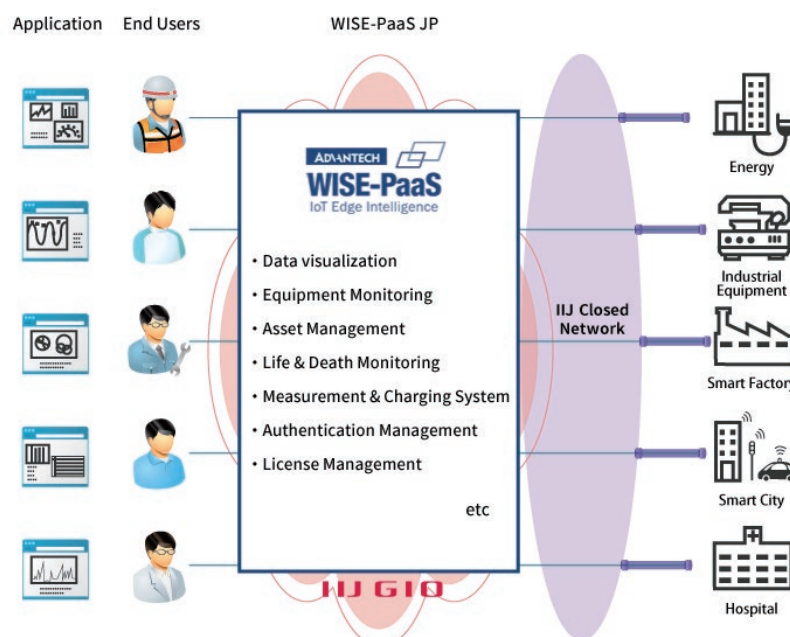 Application
End Users
WISE-PaaS JP
ADVANTECH
WISE-PaaS
IoT Edge Intelligence
・Data visualization
・Equipment Monitoring
・Asset Management
・Life & Death Monitoring
・Measurement & Charging System
・Authentication Management
・License Management
etc
IIJ GIO
IIJ Closed
Network
Energy
Industrial
Equipment
Smart Factory
Smart City
Hospital